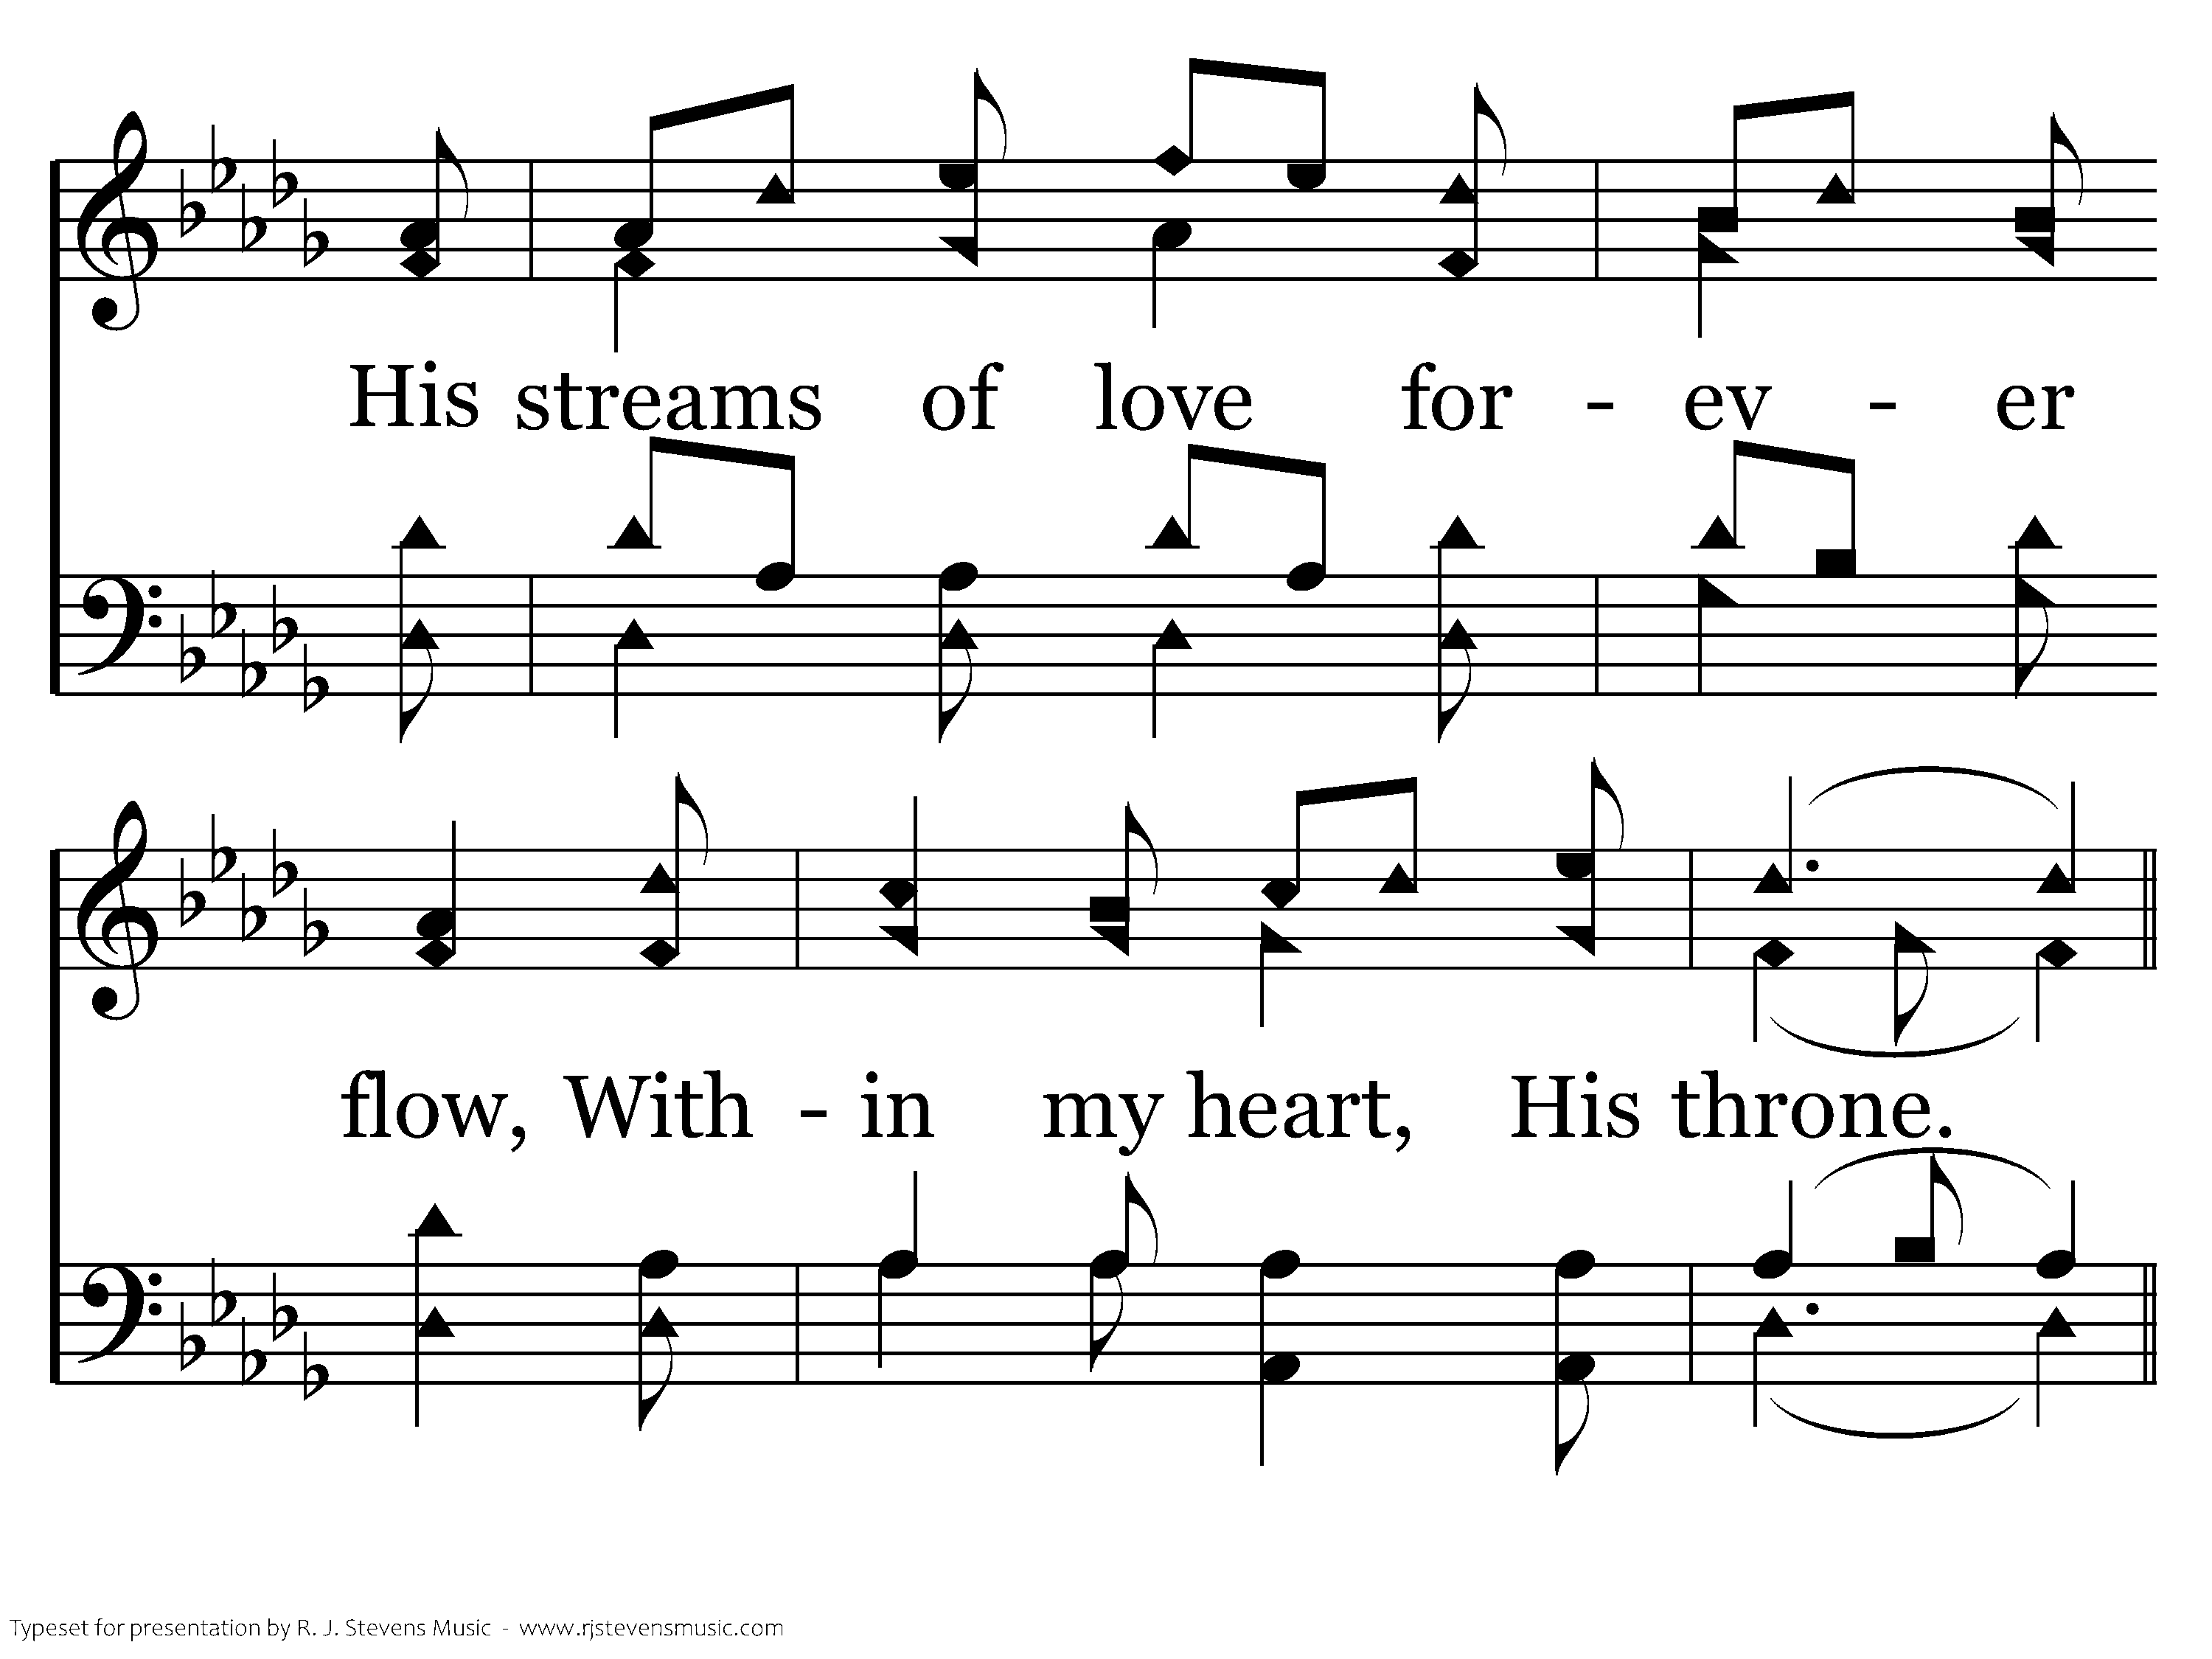 His streams of love for - ev - er
flow, With - in my heart, His throne.
Typeset for presentation by R. J. Stevens Music - www.rjstevensmusic.com